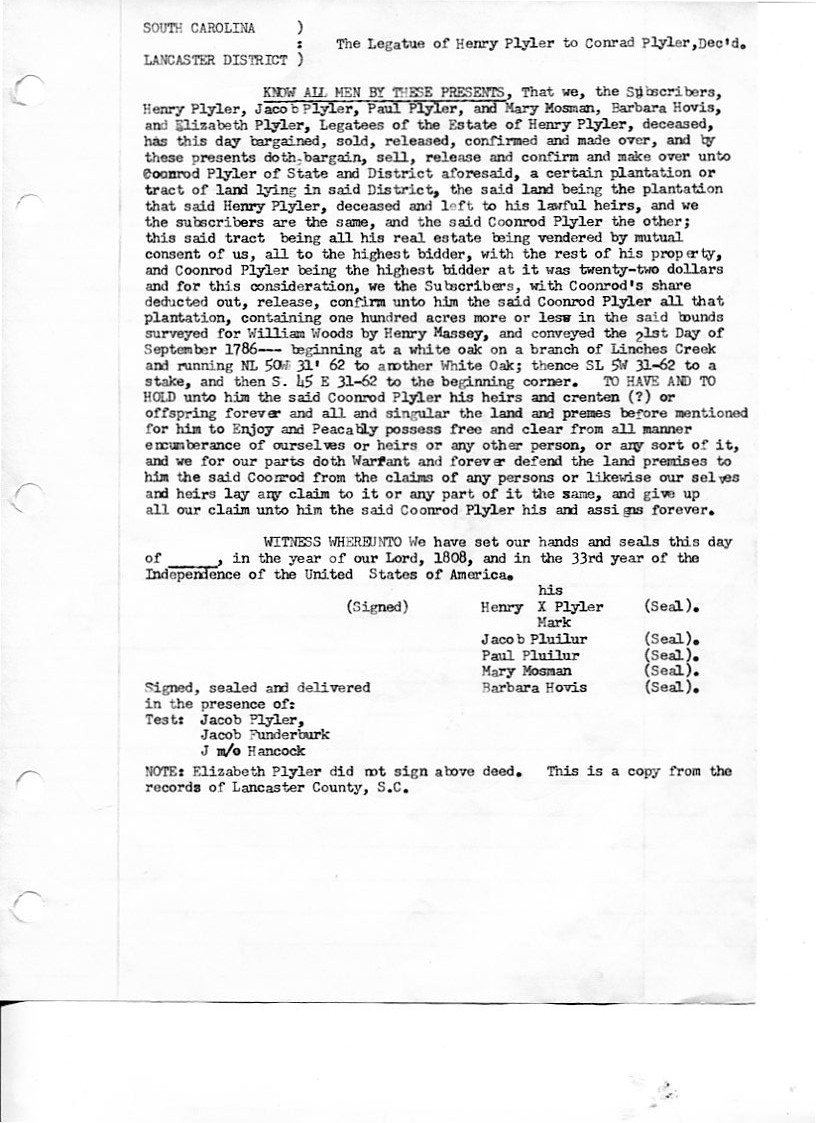 SOUTH CAROLINA )
: The Legatue of Henry Plyler to Conrad Plyler,Dec'd.
LANCASTER DISTRICT )
KNOW ALL MEN BY THESE PRESENTS, That we, the Subscribers,
Henry Plyler, Jacob Plyler, Paul Plyler, and Mary Mosman, Barbara Hovis,
and Elizabeth Plyler, Legatees of the Estate of Henry Plyler, deceased,
has this day bargained, sold, released, confirmed and made over, and by
these presents doth bargain, sell, release and confirm and make over unto
Coonrod Plyler of State and District aforesaid, a certain plantation or
tract of land lying in said District, the said land being the plantation
that said Henry Plyler, deceased and left to his lawful heirs, and we
the subscribers are the same, and the said Coonrod Plyler the other;
this said tract being all his real estate being vendered by mutual
consent of us, all to the highest bidder, with the rest of his property,
and Coonrod Plyler being the highest bidder at it was twenty-two dollars
and for this consideration, we the Subscribers, with Coonrod's share
deducted out, release, confirm unto him the said Coonrod Plyler all that
plantation, containing one hundred acres more or less in the said bounds
surveyed for William Woods by Henry Massey, and conveyed the 21st Day of
September 1786--- beginning at a white oak on a branch of Linches Creek
and running NL 50W 31' 62 to another White Oak; thence SL 5W 31-62 to a
stake, and then S. 45 E 31-62 to the beginning corner. TO HAVE AND TO
HOLD unto him the said Coonrod Plyler his heirs and crenten (?) or
offspring forever and all and singular the land and premes before mentioned
for him to Enjoy and Peacably possess free and clear from all manner
encumberance of ourselves or heirs or any other person, or any sort of it,
and we for our parts doth Warrant and forever defend the land premises to
him the said Coonrod from the claims of any persons or likewise our selves
and heirs lay any claim to it or any part of it the same, and give up
all our claim unto him the said Coonrod Plyler his and assigns forever.
WITNESS WHEREUNTO We have set our hands and seals this day
of ______, in the year of our Lord, 1808, and in the 33rd year of the
Independence of the United States of America.
his
(Signed) Henry X Plyler (Seal).
Mark
Jacob Pluilur (Seal).
Paul Pluilur (Seal).
Mary Mosman (Seal).
Signed, sealed and delivered Barbara Hovis (Seal).
in the presence of:
Test: Jacob Plyler,
Jacob Funderburk
J m/o Hancock
NOTE: Elizabeth Plyler did not sign above deed. This is a copy from the
records of Lancaster County, S.C.